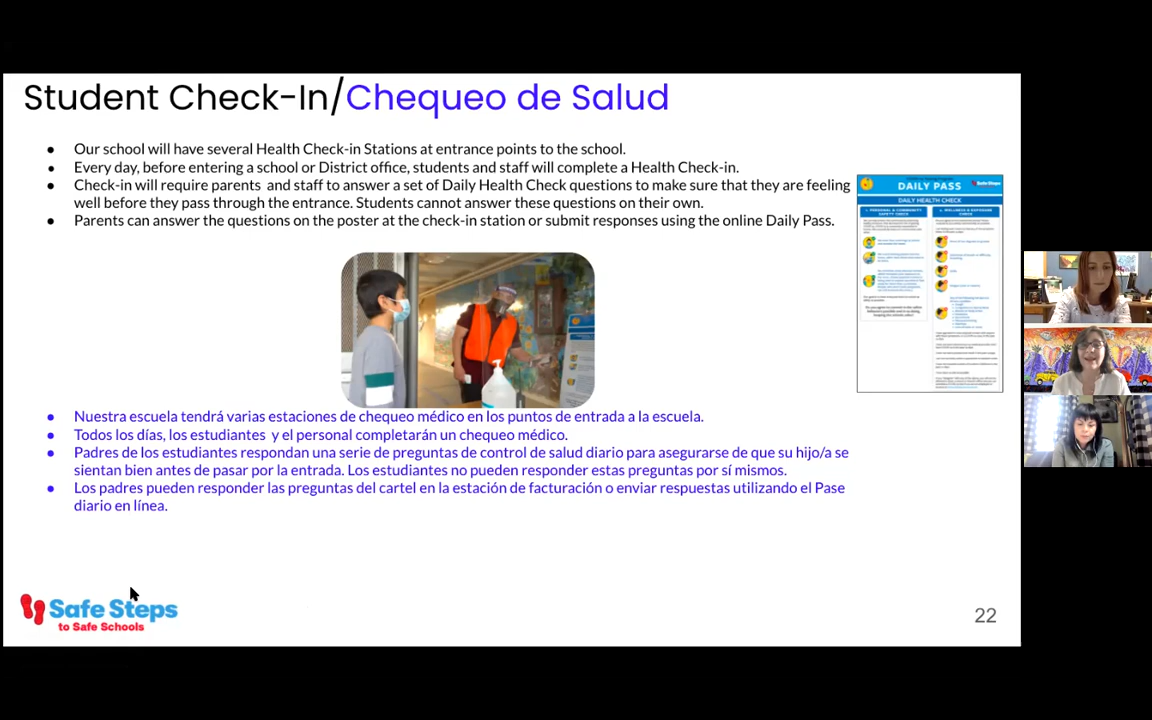 Student Check-In/Chequeo de Salud
● Our school will have several Health Check-in Stations at entrance points to the school.
● Every day, before entering a school or District office, students and staff will complete a Health Check-in.
● Check-in will require parents and staff to answer a set of Daily Health Check questions to make sure that they are feeling
well before they pass through the entrance. Students cannot answer these questions on their own.
● Parents can answer the questions on the poster at the check-in station or submit responses using the online Daily Pass.
DAILY PASS
Safe Steps
DAILY HEALTH CHECK
● Nuestra escuela tendrá varias estaciones de chequeo médico en los puntos de entrada a la escuela.
● Todos los días, los estudiantes y el personal completarán un chequeo médico.
● Padres de los estudiantes respondan una serie de preguntas de control de salud diario para asegurarse de que su hijo/a se
sientan bien antes de pasar por la entrada. Los estudiantes no pueden responder estas preguntas por sí mismos.
● Los padres pueden responder las preguntas del cartel en la estación de facturación o enviar respuestas utilizando el Pase
diario en línea.
Safe Steps
to Safe Schools
22